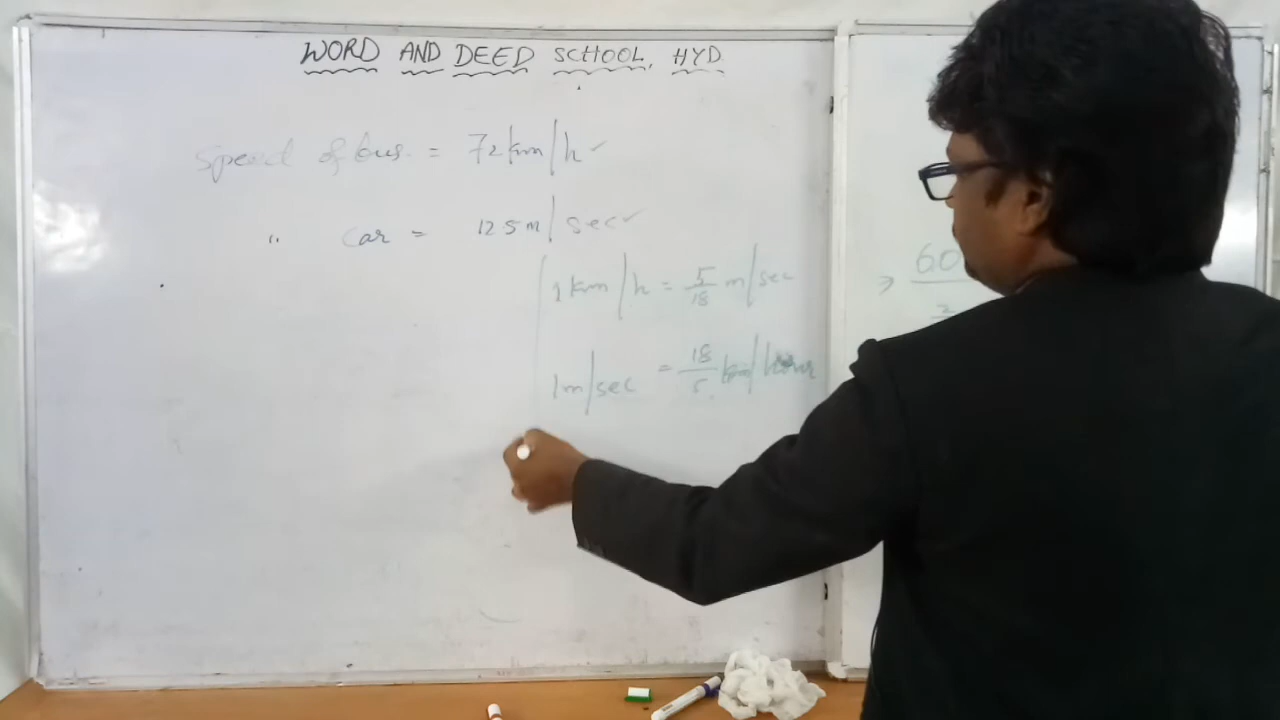 WORD AND DEED SCHOOL, HYD
Speed of bus = 72 km/h ✓
" car = 12.5 m/sec ✓
1 km/h = 5/18 m/sec
1 m/sec = 18/5 km/hour